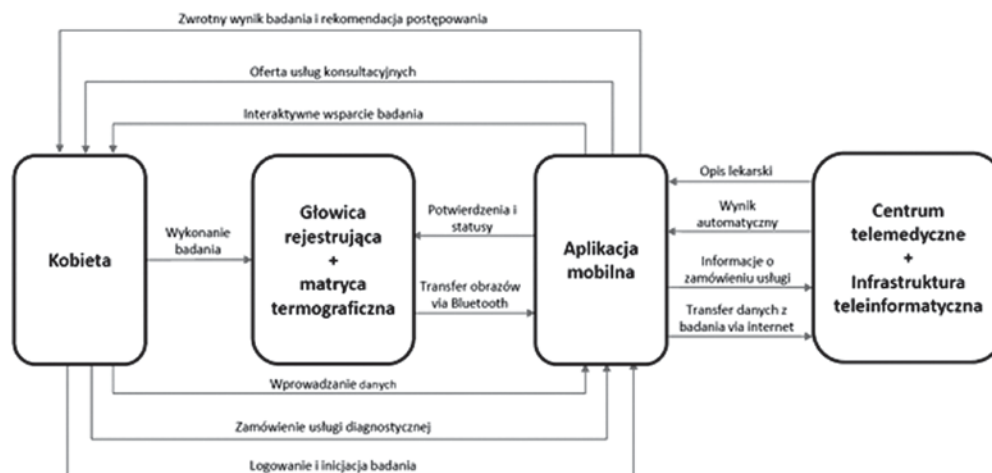 Zwrotny wynik badania i rekomendacja postępowania
Oferta usług konsultacyjnych
Interaktywne wsparcie badania
Kobieta
Wykonanie
badania
Głowica
rejestrująca
+
matryca
termograficzna
Potwierdzenia i
statusy
Transfer obrazów
via Bluetooth
Aplikacja
mobilna
Opis lekarski
Wynik
automatyczny
Informacje o
zamówieniu usługi
Transfer danych z
badania via internet
Centrum
telemedyczne
+
Infrastruktura
teleinformatyczna
Wprowadzanie danych
Zamówienie usługi diagnostycznej
Logowanie i inicjacja badania